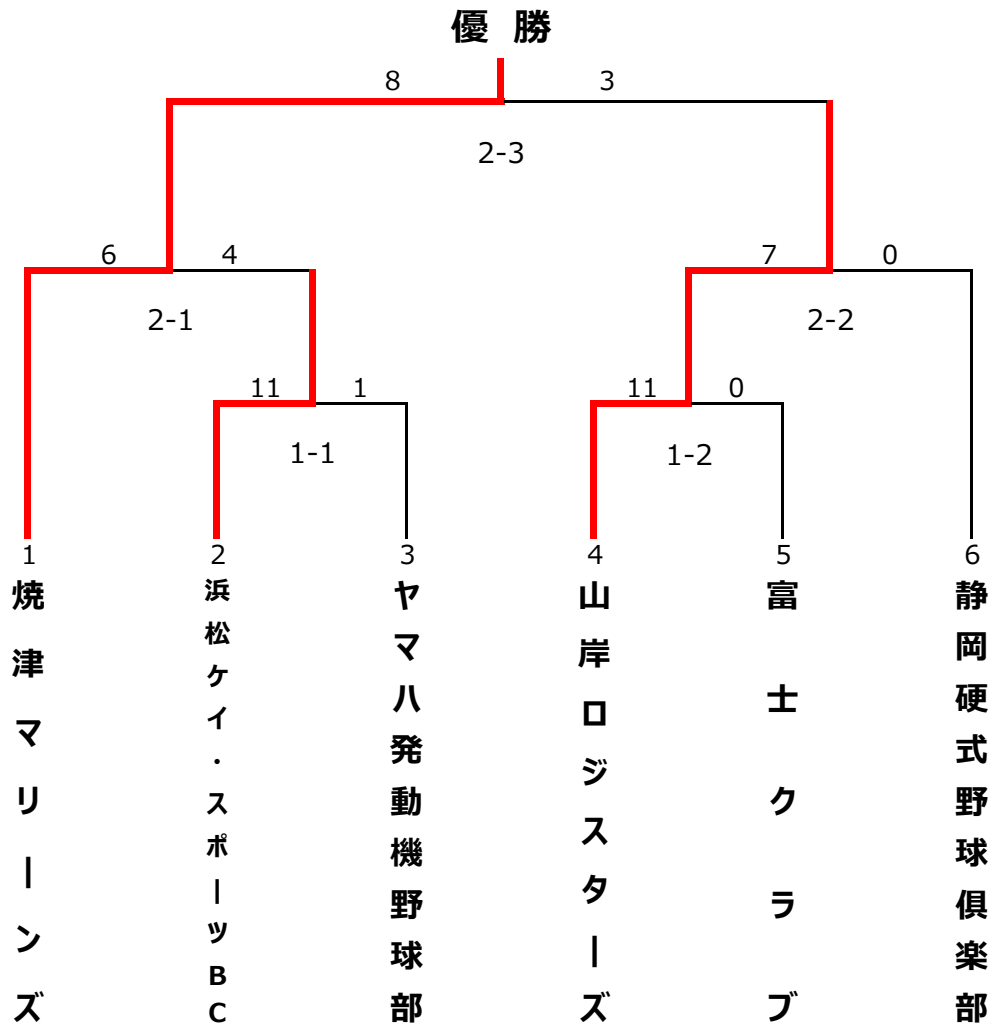 優勝
8 3
2-3
6 4 7 0
2-1 2-2
11 1 11 0
1-1 1-2
1 2 3 4 5 6
焼津マリーンズ
浜松ケイ・スポーツBC
ヤマハ発動機野球部
山岸ロジスターズ
富士クラブ
静岡硬式野球倶楽部